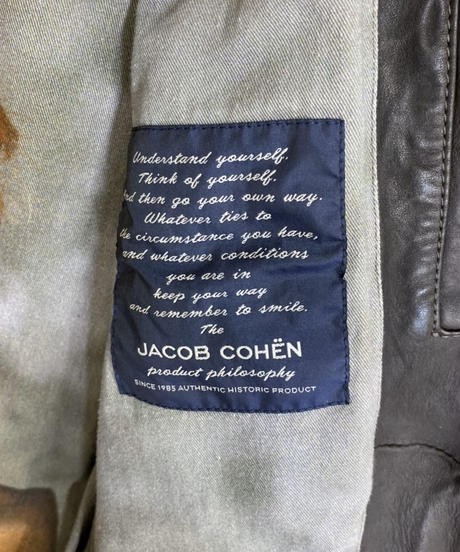 Understand yourself.
Think of yourself.
And then go your own way.
Whatever ties to
the circumstance you have,
and whatever conditions
you are in
keep your way
and remember to smile.
The
JACOB COHËN
product philosophy
SINCE 1985 AUTHENTIC HISTORIC PRODUCT